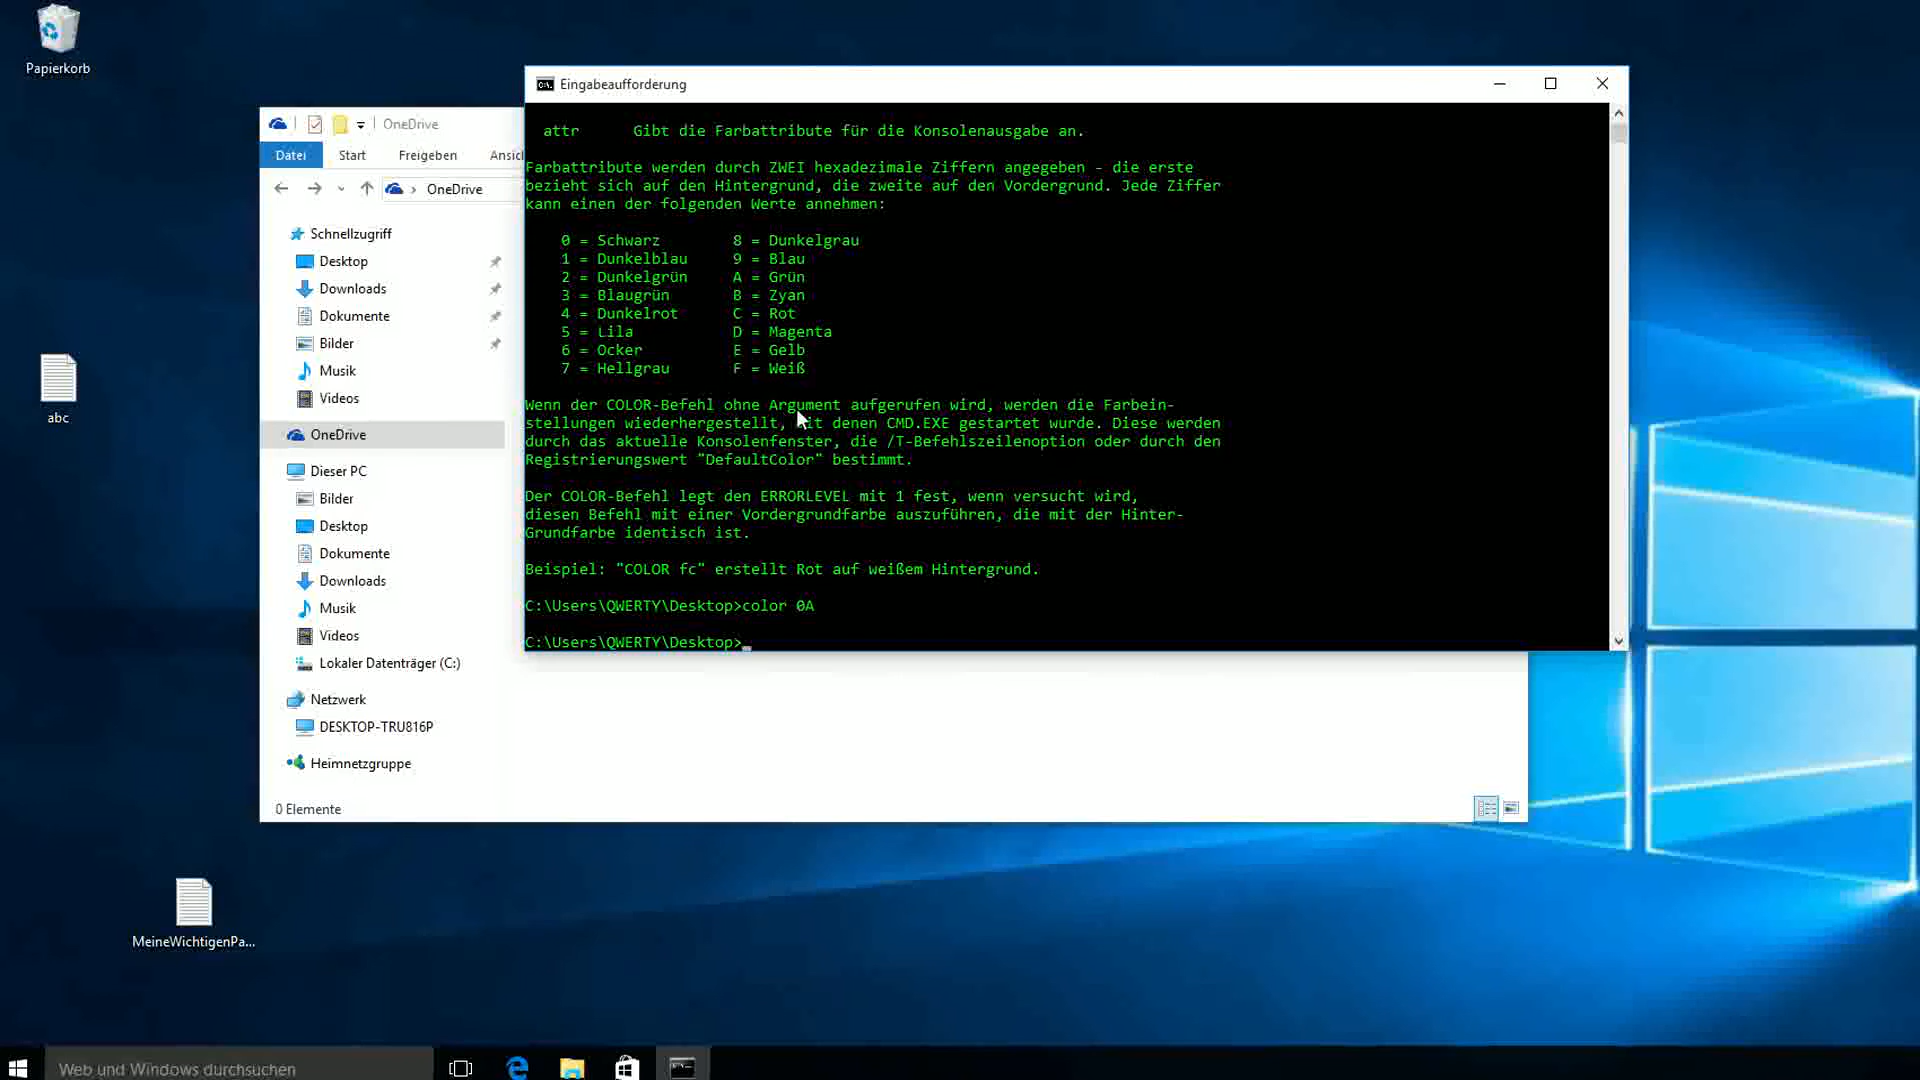 Papierkorb
Eingabeaufforderung
OneDrive
Datei Start Freigeben Ansic
OneDrive
attr Gibt die Farbattribute für die Konsolenausgabe an.
Farbattribute werden durch ZWEI hexadezimale Ziffern angegeben - die erste
bezieht sich auf den Hintergrund, die zweite auf den Vordergrund. Jede Ziffer
kann einen der folgenden Werte annehmen:
0 = Schwarz 8 = Dunkelgrau
1 = Dunkelblau 9 = Blau
2 = Dunkelgrün A = Grün
3 = Blaugrün B = Zyan
4 = Dunkelrot C = Rot
5 = Lila D = Magenta
6 = Ocker E = Gelb
7 = Hellgrau F = Weiß
Wenn der COLOR-Befehl ohne Argument aufgerufen wird, werden die Farbein-
stellungen wiederhergestellt, mit denen CMD.EXE gestartet wurde. Diese werden
durch das aktuelle Konsolenfenster, die /T-Befehlszeilenoption oder durch den
Registrierungswert "DefaultColor" bestimmt.
Der COLOR-Befehl legt den ERRORLEVEL mit 1 fest, wenn versucht wird,
diesen Befehl mit einer Vordergrundfarbe auszuführen, die mit der Hinter-
Grundfarbe identisch ist.
Beispiel: "COLOR fc" erstellt Rot auf weißem Hintergrund.
C:\Users\QWERTY\Desktop>color 0A
C:\Users\QWERTY\Desktop>
Schnellzugriff
Desktop
Downloads
Dokumente
Bilder
Musik
Videos
OneDrive
Dieser PC
Bilder
Desktop
Dokumente
Downloads
Musik
Videos
Lokaler Datenträger (C:)
Netzwerk
DESKTOP-TRU816P
Heimnetzgruppe
0 Elemente
abc
MeineWichtigenPa...
Web und Windows durchsuchen